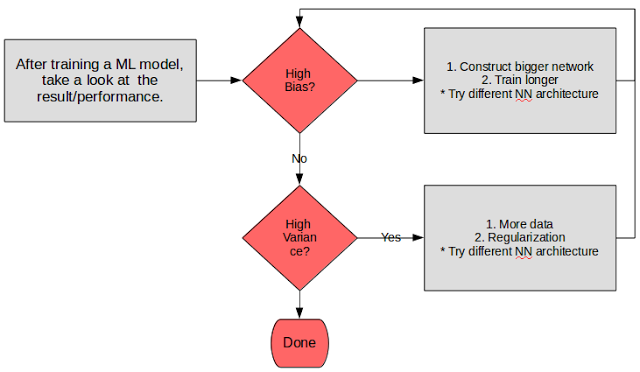 After training a ML model,
take a look at the
result/performance.
High
Bias?
1. Construct bigger network
2. Train longer
* Try different NN architecture
No
High
Varian
ce?
Yes
1. More data
2. Regularization
* Try different NN architecture
Done